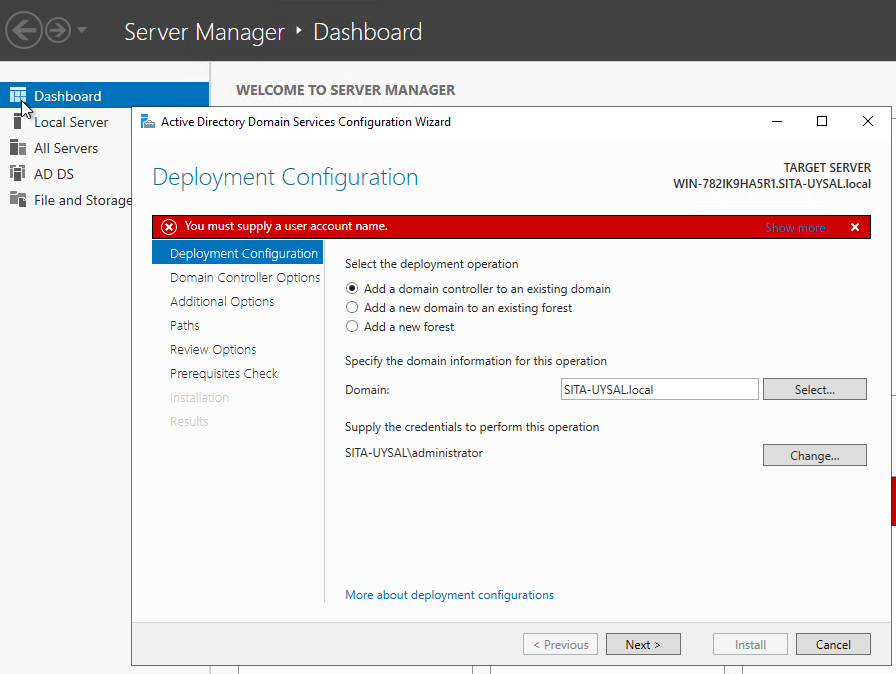 Server Manager ‣ Dashboard
Dashboard
Local Server
All Servers
AD DS
File and Storage
WELCOME TO SERVER MANAGER
Active Directory Domain Services Configuration Wizard
Deployment Configuration
TARGET SERVER
WIN-782IK9HA5R1.SITA-UYSAL.local
You must supply a user account name.
Show more
Deployment Configuration
Domain Controller Options
Additional Options
Paths
Review Options
Prerequisites Check
Installation
Results
Select the deployment operation
Add a domain controller to an existing domain
Add a new domain to an existing forest
Add a new forest
Specify the domain information for this operation
Domain:
SITA-UYSAL.local
Select...
Supply the credentials to perform this operation
SITA-UYSAL\administrator
Change...
More about deployment configurations
< Previous
Next >
Install
Cancel